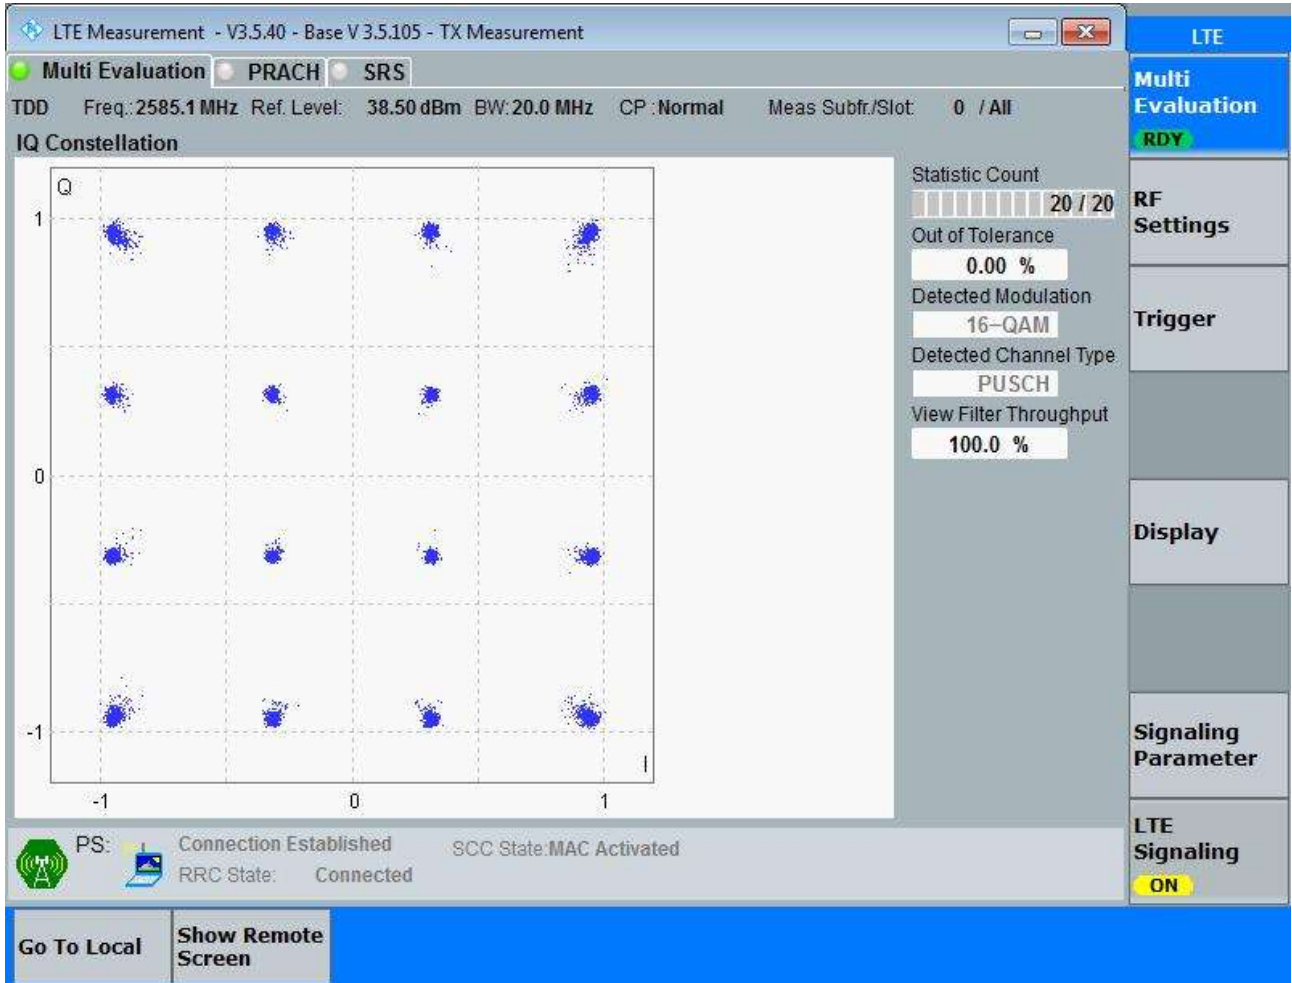 LTE Measurement - V3.5.40 - Base V 3.5.105 - TX Measurement
LTE
Multi Evaluation PRACH SRS
TDD Freq.: 2585.1 MHz Ref. Level: 38.50 dBm BW: 20.0 MHz CP : Normal Meas Subfr./Slot: 0 / All
IQ Constellation
Q
1
0
-1
-1 0 1
I
Statistic Count
20 / 20
Out of Tolerance
0.00 %
Detected Modulation
16-QAM
Detected Channel Type
PUSCH
View Filter Throughput
100.0 %
Multi
Evaluation
RDY
RF
Settings
Trigger
Display
Signaling
Parameter
LTE
Signaling
ON
PS: Connection Established SCC State: MAC Activated
RRC State: Connected
Go To Local
Show Remote
Screen